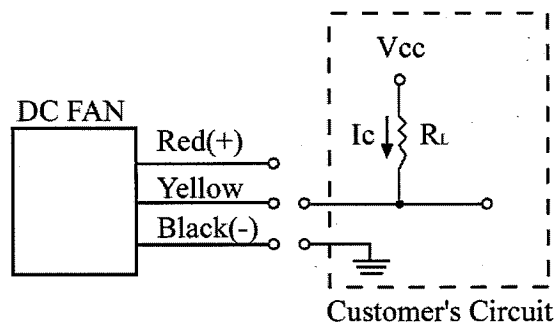 Vcc
DC FAN
Red(+)
Ic
RL
Yellow
Black(-)
Customer's Circuit